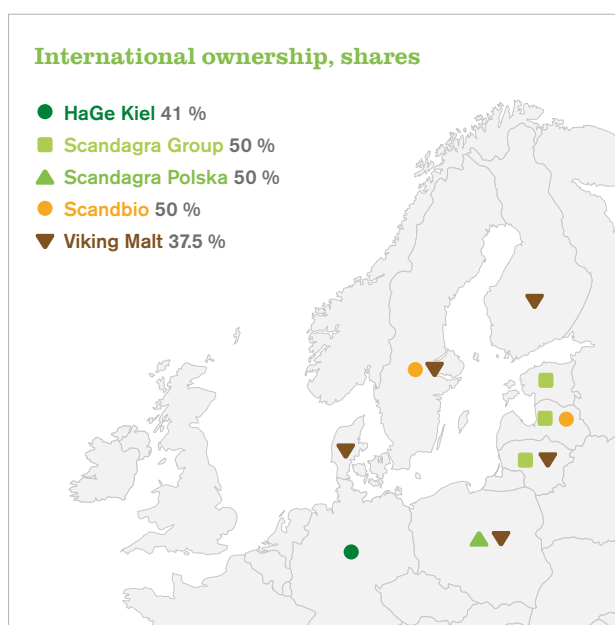 International ownership, shares
HaGe Kiel 41 %
Scandagra Group 50 %
Scandagra Polska 50 %
Scandbio 50 %
Viking Malt 37.5 %